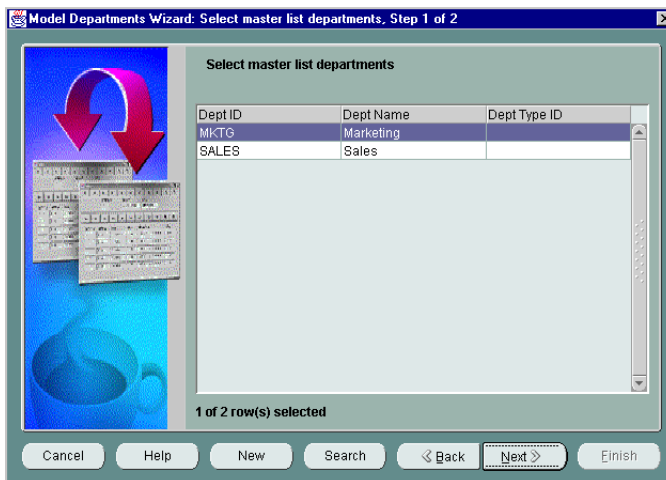 Model Departments Wizard: Select master list departments, Step 1 of 2
Select master list departments
Dept ID Dept Name Dept Type ID
MKTG Marketing
SALES Sales
1 of 2 row(s) selected
Cancel Help New Search Back Next Finish